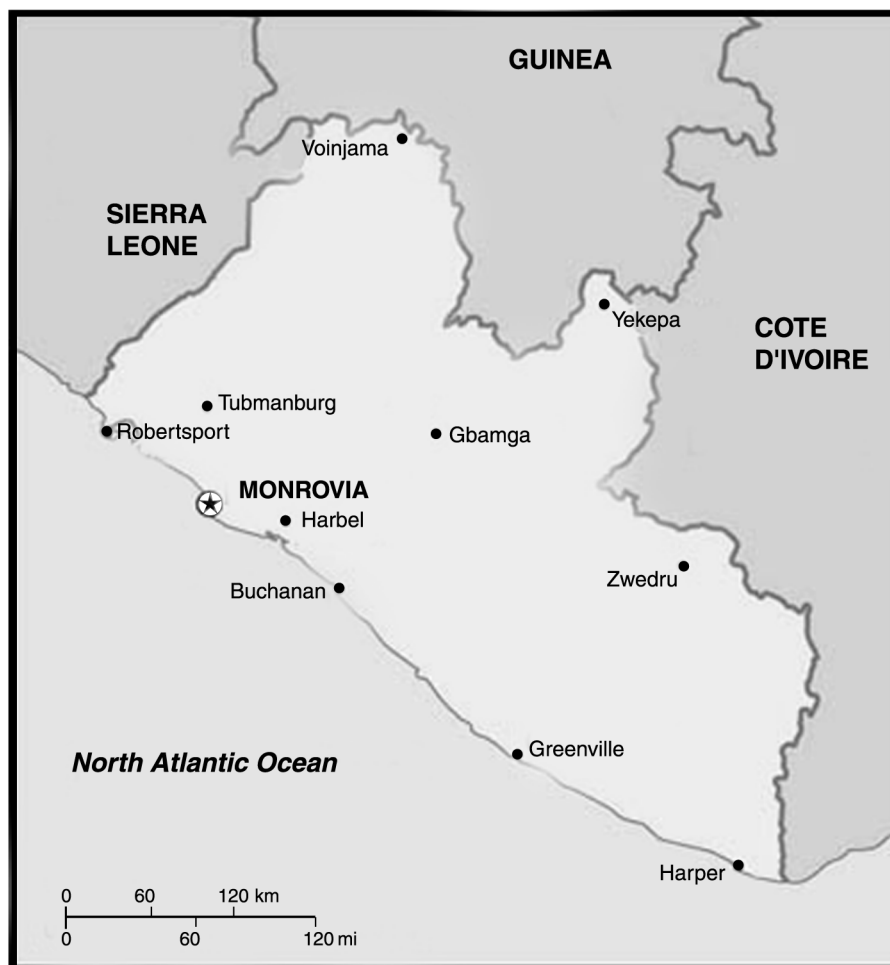 GUINEA
Voinjama
SIERRA
LEONE
Yekepa
COTE
D'IVOIRE
Tubmanburg
Robertsport
Gbamga
MONROVIA
Harbel
Zwedru
Buchanan
Greenville
North Atlantic Ocean
Harper
0 60 120 km
0 60 120 mi